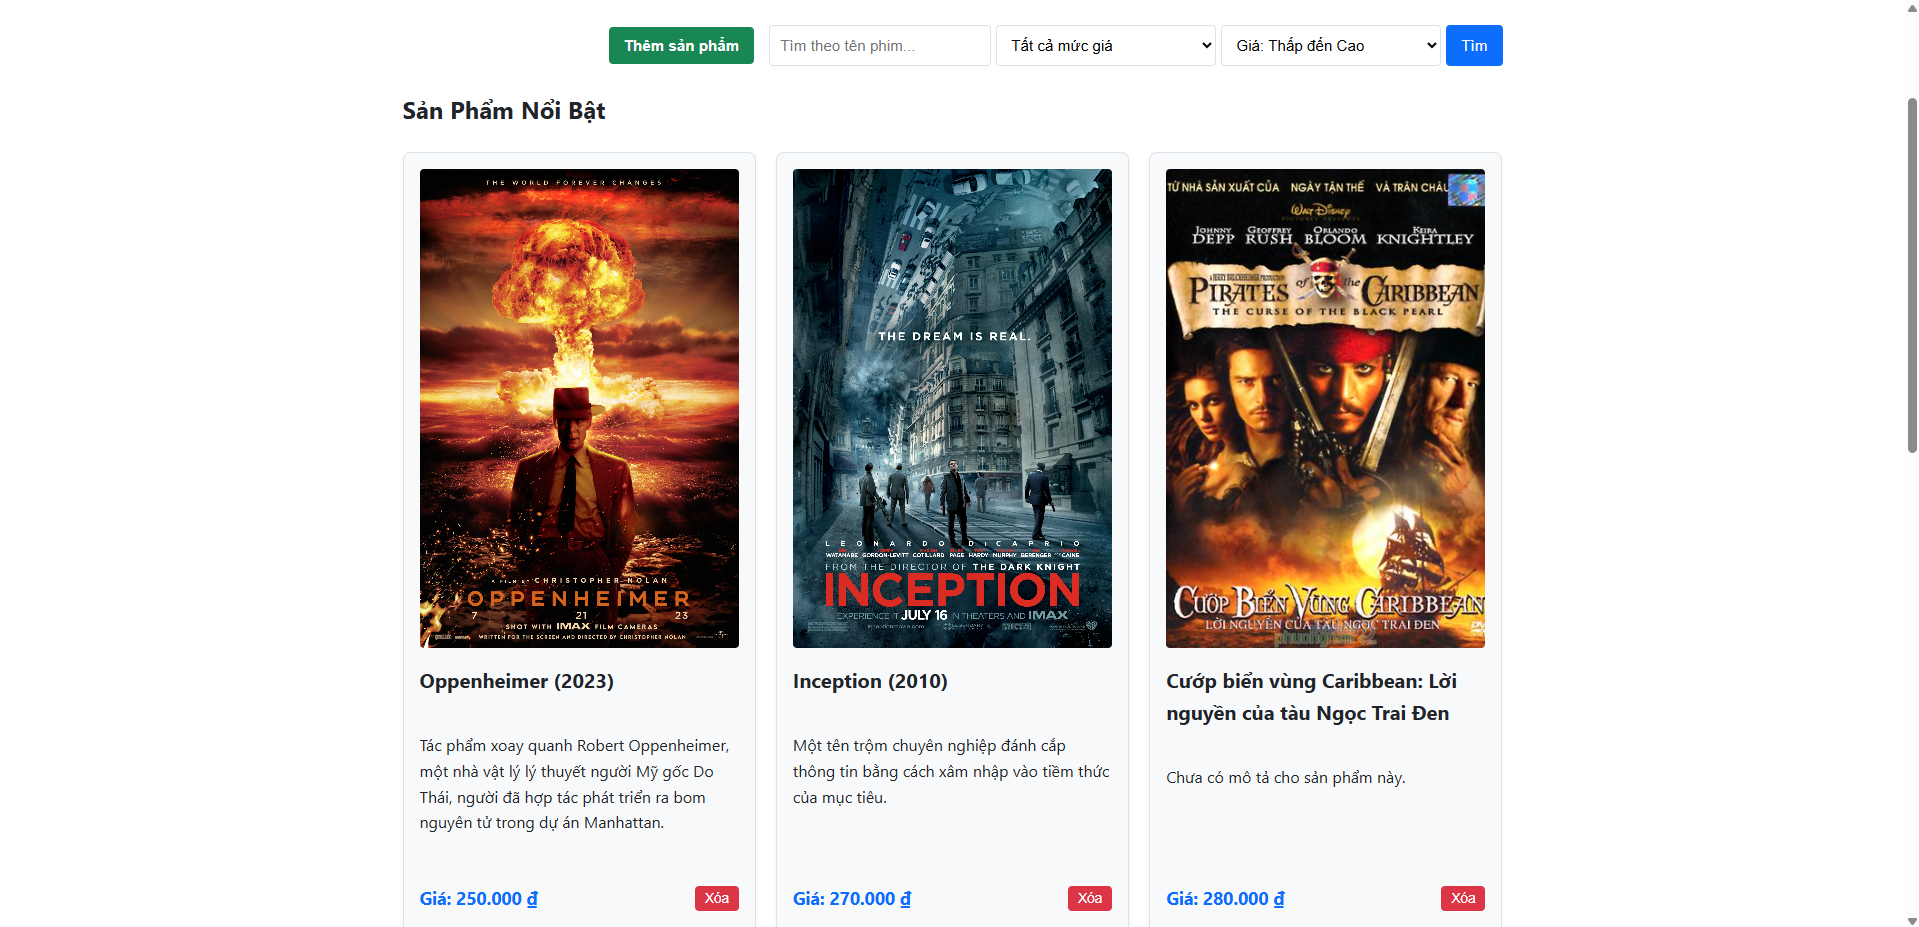 Thêm sản phẩm
Tìm theo tên phim...
Tất cả mức giá
Giá: Thấp đến Cao
Tìm
Sản Phẩm Nổi Bật
THE WORLD FOREVER CHANGES
A FILM BY CHRISTOPHER NOLAN
OPPENHEIMER
7 21 23
SHOT WITH IMAX FILM CAMERAS
WRITTEN FOR THE SCREEN AND DIRECTED BY CHRISTOPHER NOLAN
THE DREAM IS REAL.
LEONARDO DiCAPRIO
WATANABE GORDON-LEVITT COTILLARD PAGE HARDY MURPHY BERENGER CAINE
FROM THE DIRECTOR OF THE DARK KNIGHT
INCEPTION
EXPERIENCE IT JULY 16 IN THEATERS AND IMAX
TỪ NHÀ SẢN XUẤT CỦA NGÀY TẬN THẾ VÀ TRÂN CHÂU
WALT DISNEY
JOHNNY DEPP GEOFFREY RUSH ORLANDO BLOOM KEIRA KNIGHTLEY
PIRATES of the CARIBBEAN
THE CURSE OF THE BLACK PEARL
CƯỚP BIỂN VÙNG CARIBBEAN
LỜI NGUYỀN CỦA TÀU NGỌC TRAI ĐEN
Oppenheimer (2023)
Tác phẩm xoay quanh Robert Oppenheimer,
một nhà vật lý lý thuyết người Mỹ gốc Do
Thái, người đã hợp tác phát triển ra bom
nguyên tử trong dự án Manhattan.
Giá: 250.000 ₫
Xóa
Inception (2010)
Một tên trộm chuyên nghiệp đánh cắp
thông tin bằng cách xâm nhập vào tiềm thức
của mục tiêu.
Giá: 270.000 ₫
Xóa
Cướp biển vùng Caribbean: Lời
nguyền của tàu Ngọc Trai Đen
Chưa có mô tả cho sản phẩm này.
Giá: 280.000 ₫
Xóa